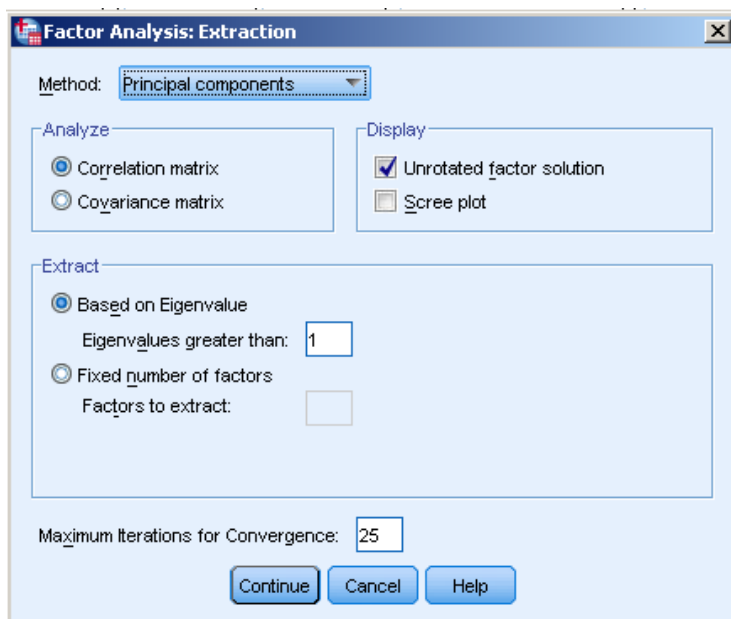 Factor Analysis: Extraction
Method: Principal components
Analyze
Correlation matrix
Covariance matrix
Display
Unrotated factor solution
Scree plot
Extract
Based on Eigenvalue
Eigenvalues greater than: 1
Fixed number of factors
Factors to extract:
Maximum Iterations for Convergence: 25
Continue Cancel Help